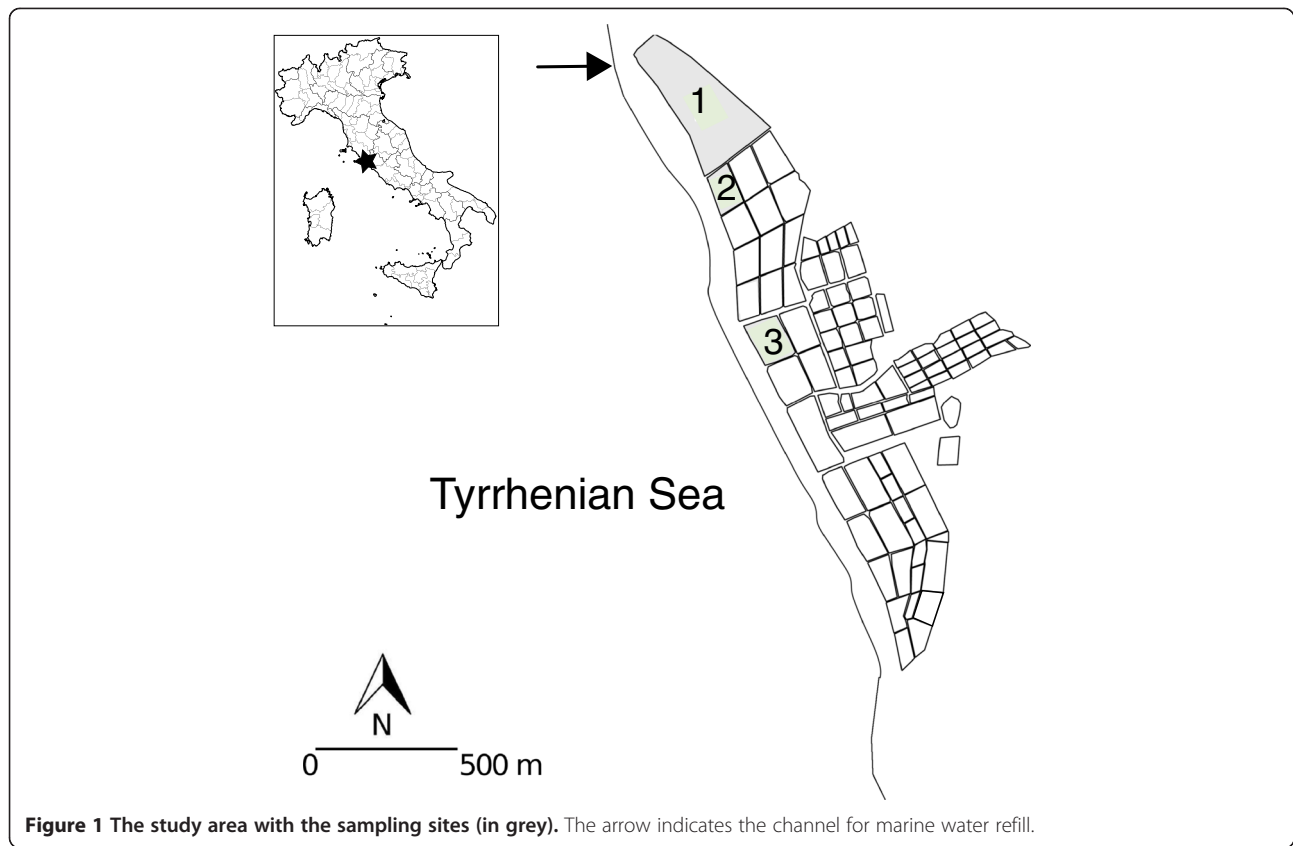 1
2
3
Tyrrhenian Sea
N
0 500 m
Figure 1 The study area with the sampling sites (in grey). The arrow indicates the channel for marine water refill.